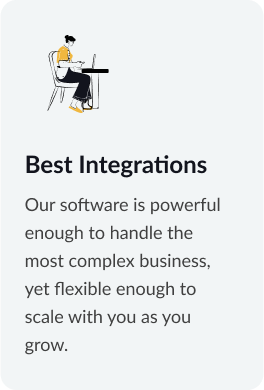 Best Integrations
Our software is powerful
enough to handle the
most complex business,
yet flexible enough to
scale with you as you
grow.